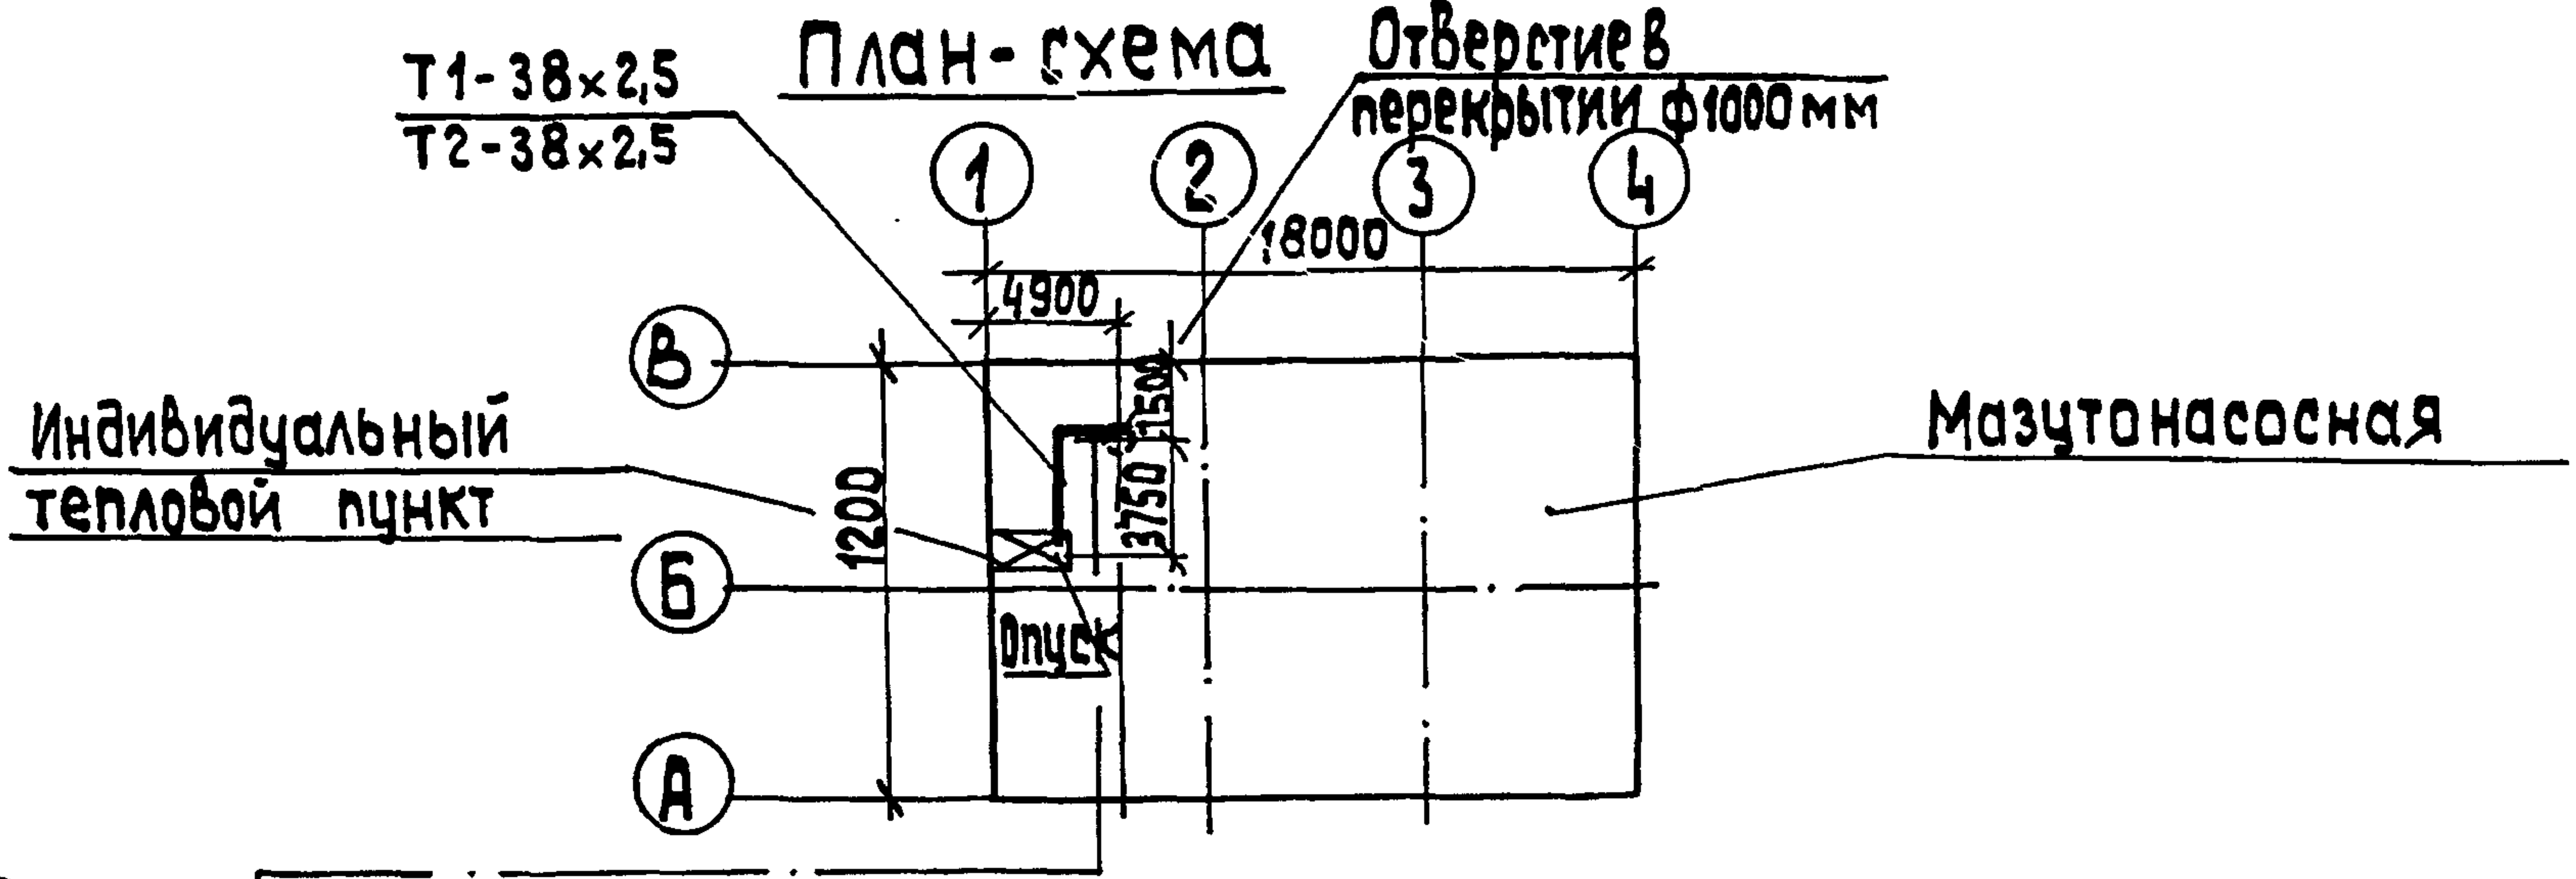 План-схема
Т1-38×2,5
Т2-38×2,5
Отверстие в
перекрытии ф1000мм
1
2
3
4
18000
4900
В
1500
Индивидуальный
тепловой пункт
1200
3750
Мазутонасосная
Б
Опуск
А